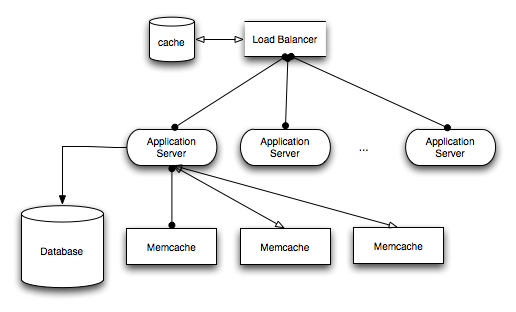 cache
Load Balancer
Application
Server
Application
Server
...
Application
Server
Database
Memcache
Memcache
Memcache